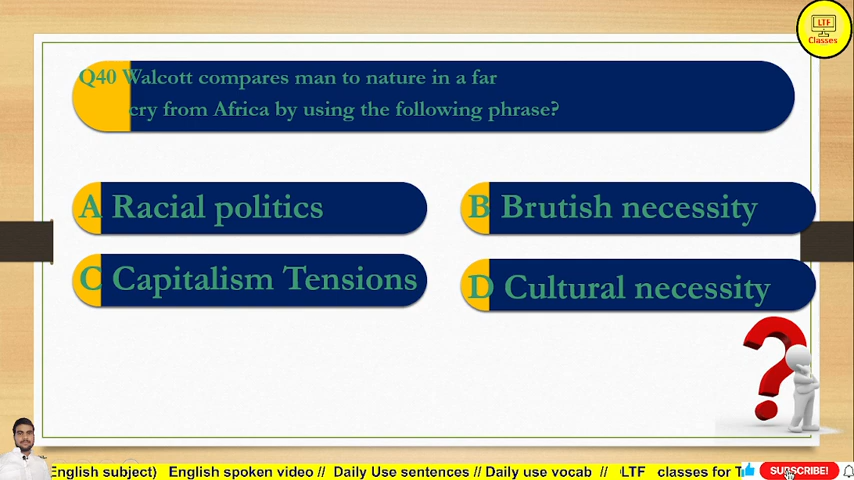 LTF
Classes
Q40 Walcott compares man to nature in a far
cry from Africa by using the following phrase?
A Racial politics
B Brutish necessity
C Capitalism Tensions
D Cultural necessity
English subject) English spoken video // Daily Use sentences // Daily use vocab // LTF classes for T
SUBSCRIBE!